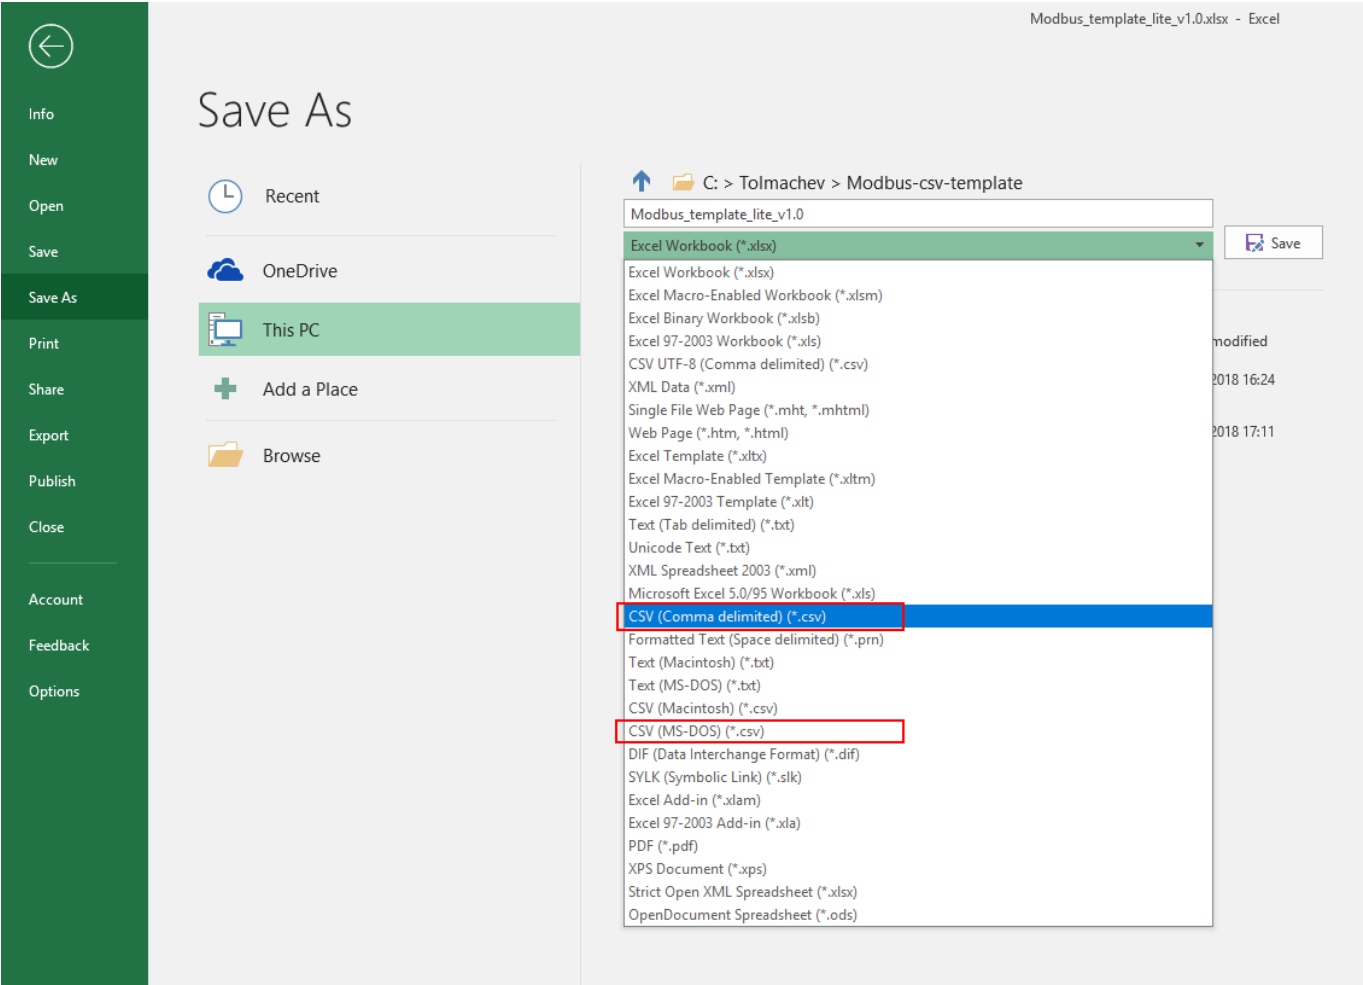 Modbus_template_lite_v1.0.xlsx - Excel
Info
New
Open
Save
Save As
Print
Share
Export
Publish
Close
Account
Feedback
Options
Save As
Recent
OneDrive
This PC
Add a Place
Browse
C: > Tolmachev > Modbus-csv-template
Modbus_template_lite_v1.0
Excel Workbook (*.xlsx)
Save
Excel Workbook (*.xlsx)
Excel Macro-Enabled Workbook (*.xlsm)
Excel Binary Workbook (*.xlsb)
Excel 97-2003 Workbook (*.xls)
CSV UTF-8 (Comma delimited) (*.csv)
XML Data (*.xml)
Single File Web Page (*.mht, *.mhtml)
Web Page (*.htm, *.html)
Excel Template (*.xltx)
Excel Macro-Enabled Template (*.xltm)
Excel 97-2003 Template (*.xlt)
Text (Tab delimited) (*.txt)
Unicode Text (*.txt)
XML Spreadsheet 2003 (*.xml)
Microsoft Excel 5.0/95 Workbook (*.xls)
CSV (Comma delimited) (*.csv)
Formatted Text (Space delimited) (*.prn)
Text (Macintosh) (*.txt)
Text (MS-DOS) (*.txt)
CSV (Macintosh) (*.csv)
CSV (MS-DOS) (*.csv)
DIF (Data Interchange Format) (*.dif)
SYLK (Symbolic Link) (*.slk)
Excel Add-in (*.xlam)
Excel 97-2003 Add-in (*.xla)
PDF (*.pdf)
XPS Document (*.xps)
Strict Open XML Spreadsheet (*.xlsx)
OpenDocument Spreadsheet (*.ods)
modified
2018 16:24
2018 17:11